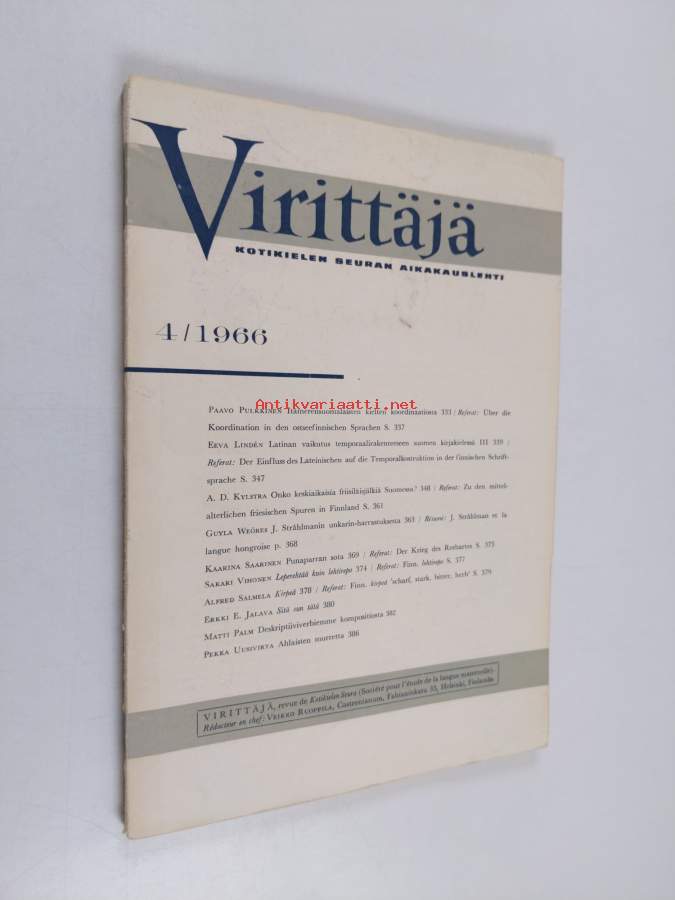 Virittäjä
KOTIKIELEN SEURAN AIKAKAUSLEHTI
4/1966
Antikvariaatti.net
PAAVO PULKKINEN Itämerensuomalaisten kielten koordinaatiosta 333 / Referat: Über die
Koordination in den ostseefinnischen Sprachen S. 337
EEVA LINDÉN Latinan vaikutus temporaalirakenteeseen suomen kirjakielessä III 339 /
Referat: Der Einfluss des Lateinischen auf die Temporalkonstruktion in der finnischen Schrift-
sprache S. 347
A. D. KYLSTRA Onko keskiaikaisia friisiläisjälkiä Suomessa? 348 / Referat: Zu den mittel-
alterlichen friesischen Spuren in Finnland S. 361
GUYLA WEÖRES J. Stråhlmanin unkarin-harrastuksesta 363 / Résumé: J. Stråhlman et la
langue hongroise p. 368
KAARINA SAARINEN Punaparran sota 369 / Referat: Der Krieg des Rotbartes S. 373
SAKARI VIHONEN Leperehtää kuin lehtirepo 374 / Referat: Finn. lehtirepo S. 377
ALFRED SALMELA Kirpeä 378 / Referat: Finn. kirpeä 'scharf, stark, bitter, herb' S. 379
ERKKI E. JALAVA Sitä sun tätä 380
MATTI PALM Deskriptiiviverbiemme kompositiosta 382
PEKKA UUSIVIRTA Ahlaisten murretta 386
VIRITTÄJÄ, revue de Kotikielen Seura (Société pour l'étude de la langue maternelle).
Rédacteur en chef: VEIKKO RUOPPILA, Castrenianum, Fabianinkatu 33, Helsinki, Finlande